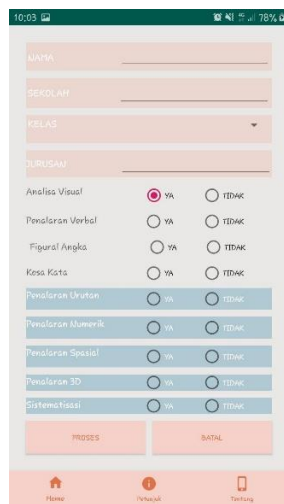 10:03 78%
NAMA
SEKOLAH
KELAS
JURUSAN
Analisa Visual YA TIDAK
Penalaran Verbal YA TIDAK
Figural Angka YA TIDAK
Kosa Kata YA TIDAK
Penalaran Urutan YA TIDAK
Penalaran Numerik YA TIDAK
Penalaran Spasial YA TIDAK
Penalaran 3D YA TIDAK
Sistematisasi YA TIDAK
PROSES BATAL
Home Petunjuk Tentang